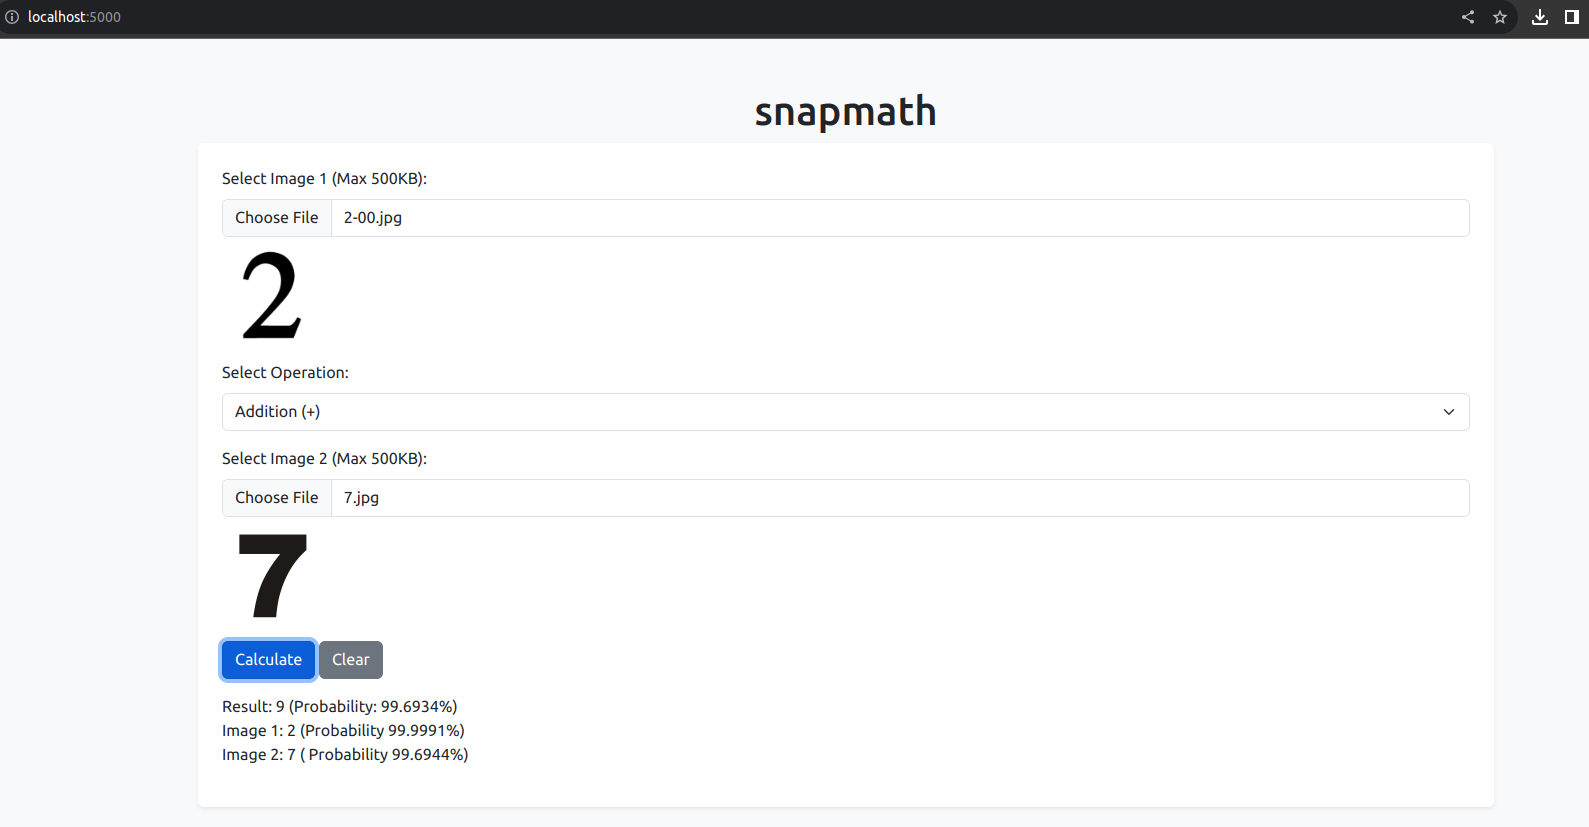 localhost:5000
snapmath
Select Image 1 (Max 500KB):
Choose File 2-00.jpg
2
Select Operation:
Addition (+)
Select Image 2 (Max 500KB):
Choose File 7.jpg
7
Calculate Clear
Result: 9 (Probability: 99.6934%)
Image 1: 2 (Probability 99.9991%)
Image 2: 7 ( Probability 99.6944%)